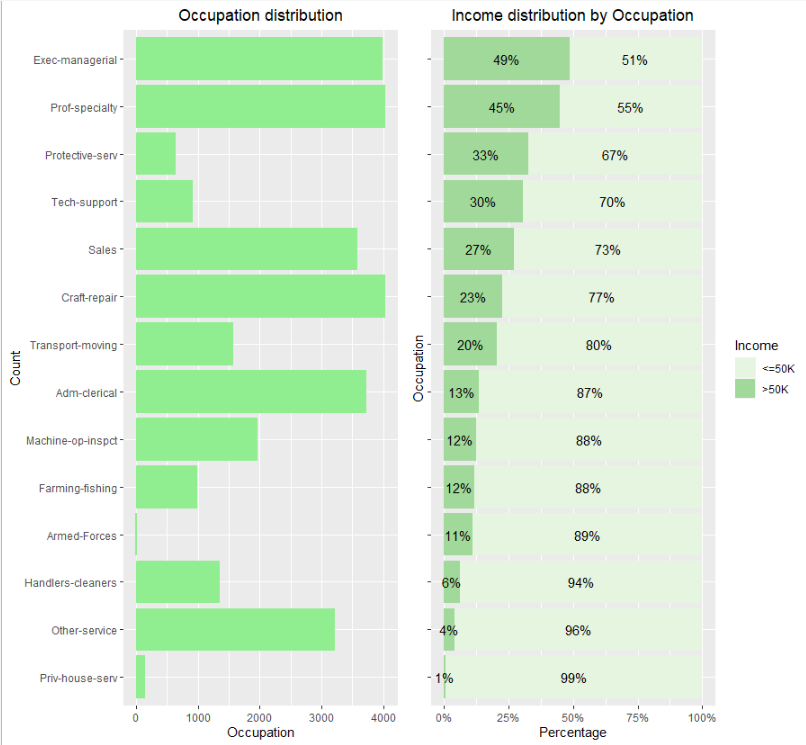 Occupation distribution
Income distribution by Occupation
Exec-managerial
Prof-specialty
Protective-serv
Tech-support
Sales
Craft-repair
Transport-moving
Adm-clerical
Machine-op-inspct
Farming-fishing
Armed-Forces
Handlers-cleaners
Other-service
Priv-house-serv
Count
0 1000 2000 3000 4000
Occupation
Occupation
49% 51%
45% 55%
33% 67%
30% 70%
27% 73%
23% 77%
20% 80%
13% 87%
12% 88%
12% 88%
11% 89%
6% 94%
4% 96%
1% 99%
0% 25% 50% 75% 100%
Percentage
Income
<=50K
>50K